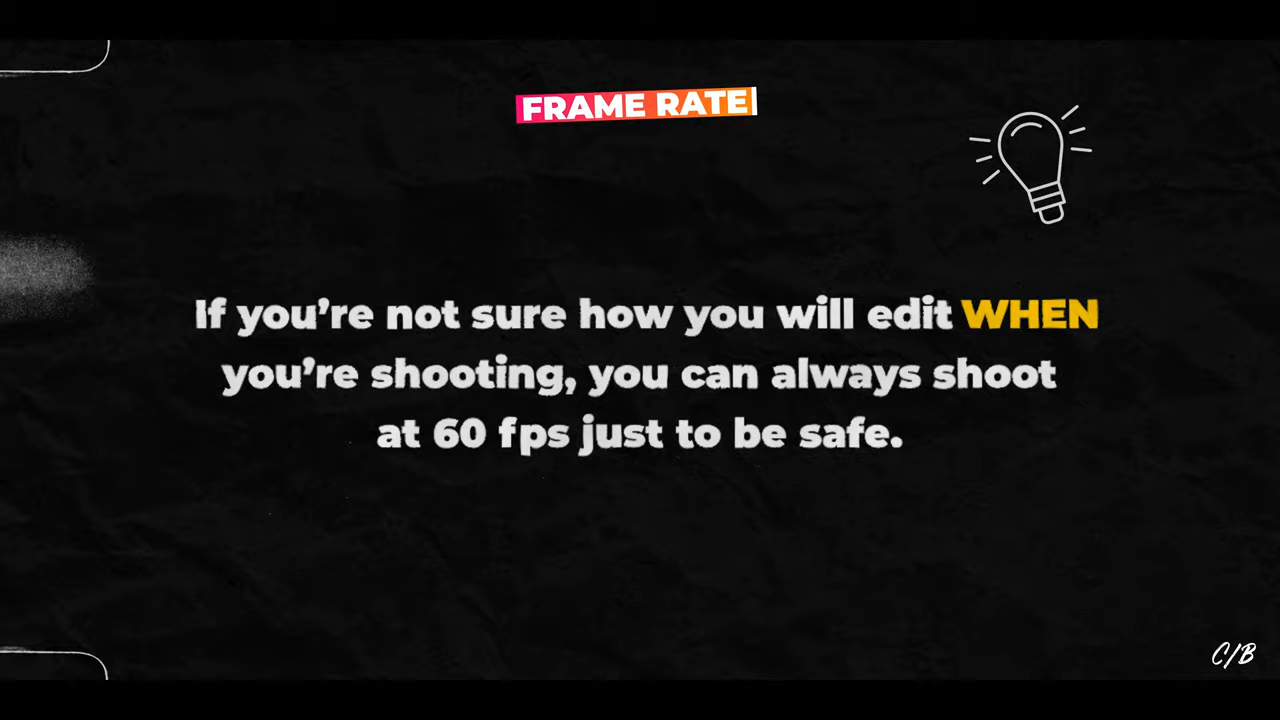 FRAME RATE
If you’re not sure how you will edit WHEN
you’re shooting, you can always shoot
at 60 fps just to be safe.
C/B